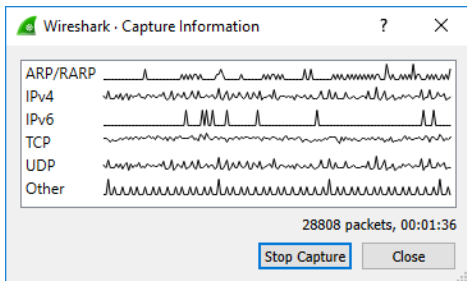 Wireshark · Capture Information
ARP/RARP
IPv4
IPv6
TCP
UDP
Other
28808 packets, 00:01:36
Stop Capture Close